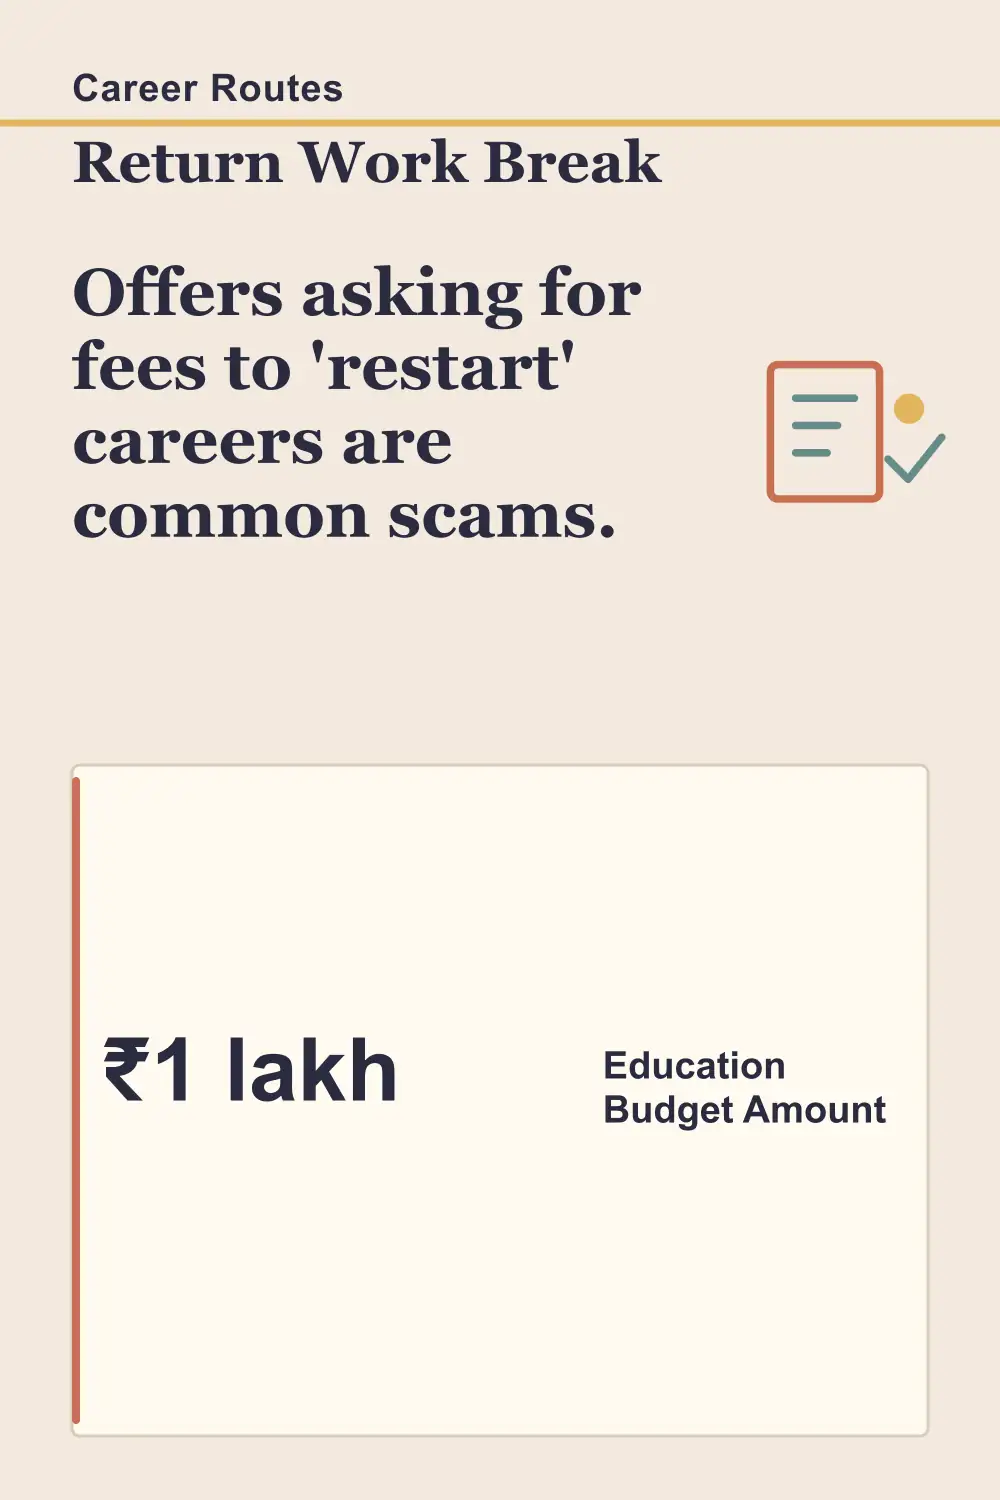 Career Routes
Return Work Break
Offers asking for
fees to 'restart'
careers are
common scams.
₹1 lakh
Education
Budget Amount